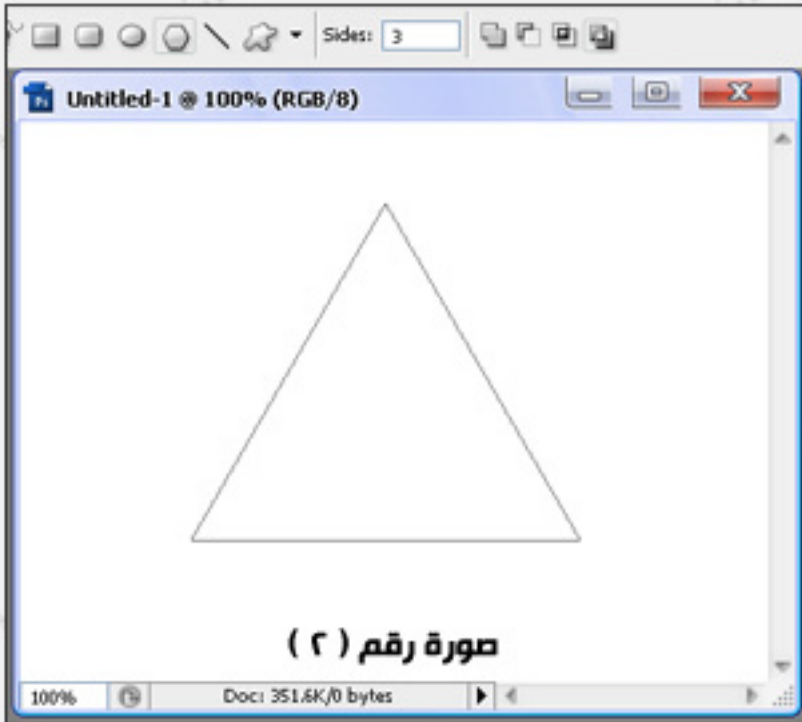 Sides: 3
Untitled-1 @ 100% (RGB/8)
صورة رقم ( ٢ )
100% Doc: 351.6K/0 bytes